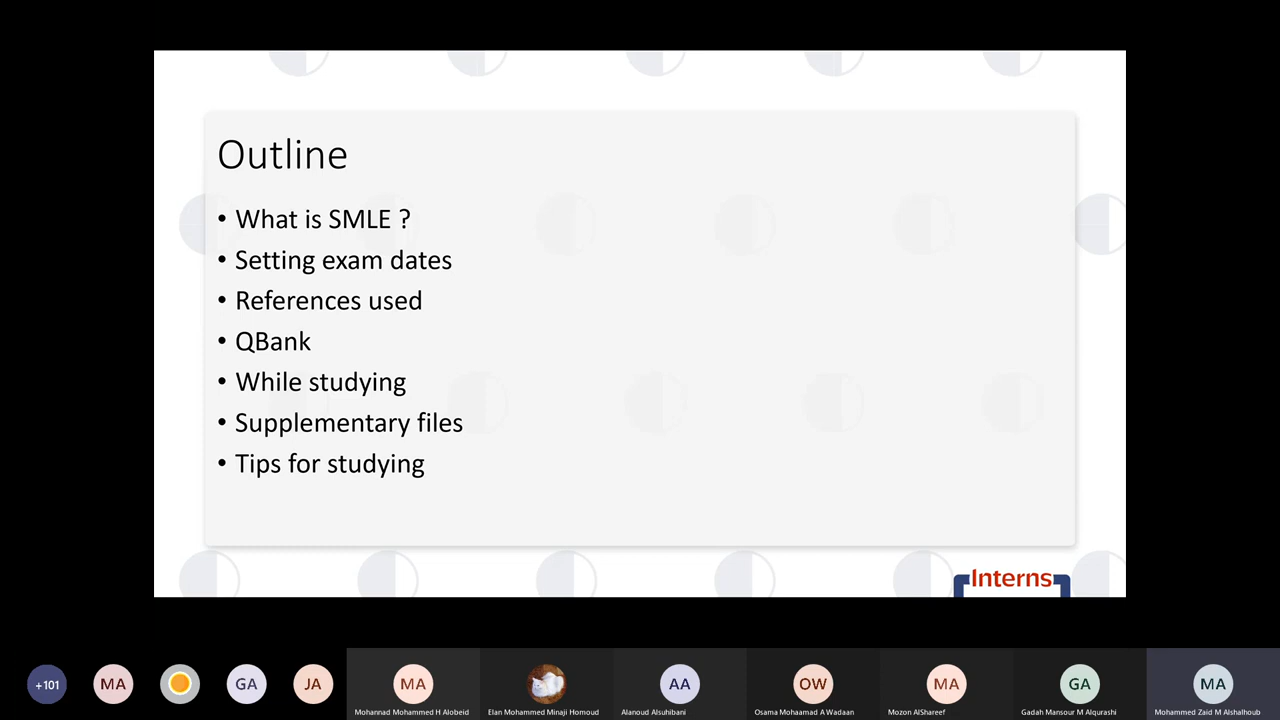 Outline
• What is SMLE ?
• Setting exam dates
• References used
• QBank
• While studying
• Supplementary files
• Tips for studying
Interns
+101
MA
GA
JA
MA
AA
OW
MA
GA
MA
Mohannad Mohammed H Alobeid
Elan Mohammed Minaji Homoud
Alanoud Alsuhibani
Osama Mohaamad A Wadaan
Mozon AlShareef
Gadah Mansour M Alqurashi
Mohammed Zaid M Alshalhoub